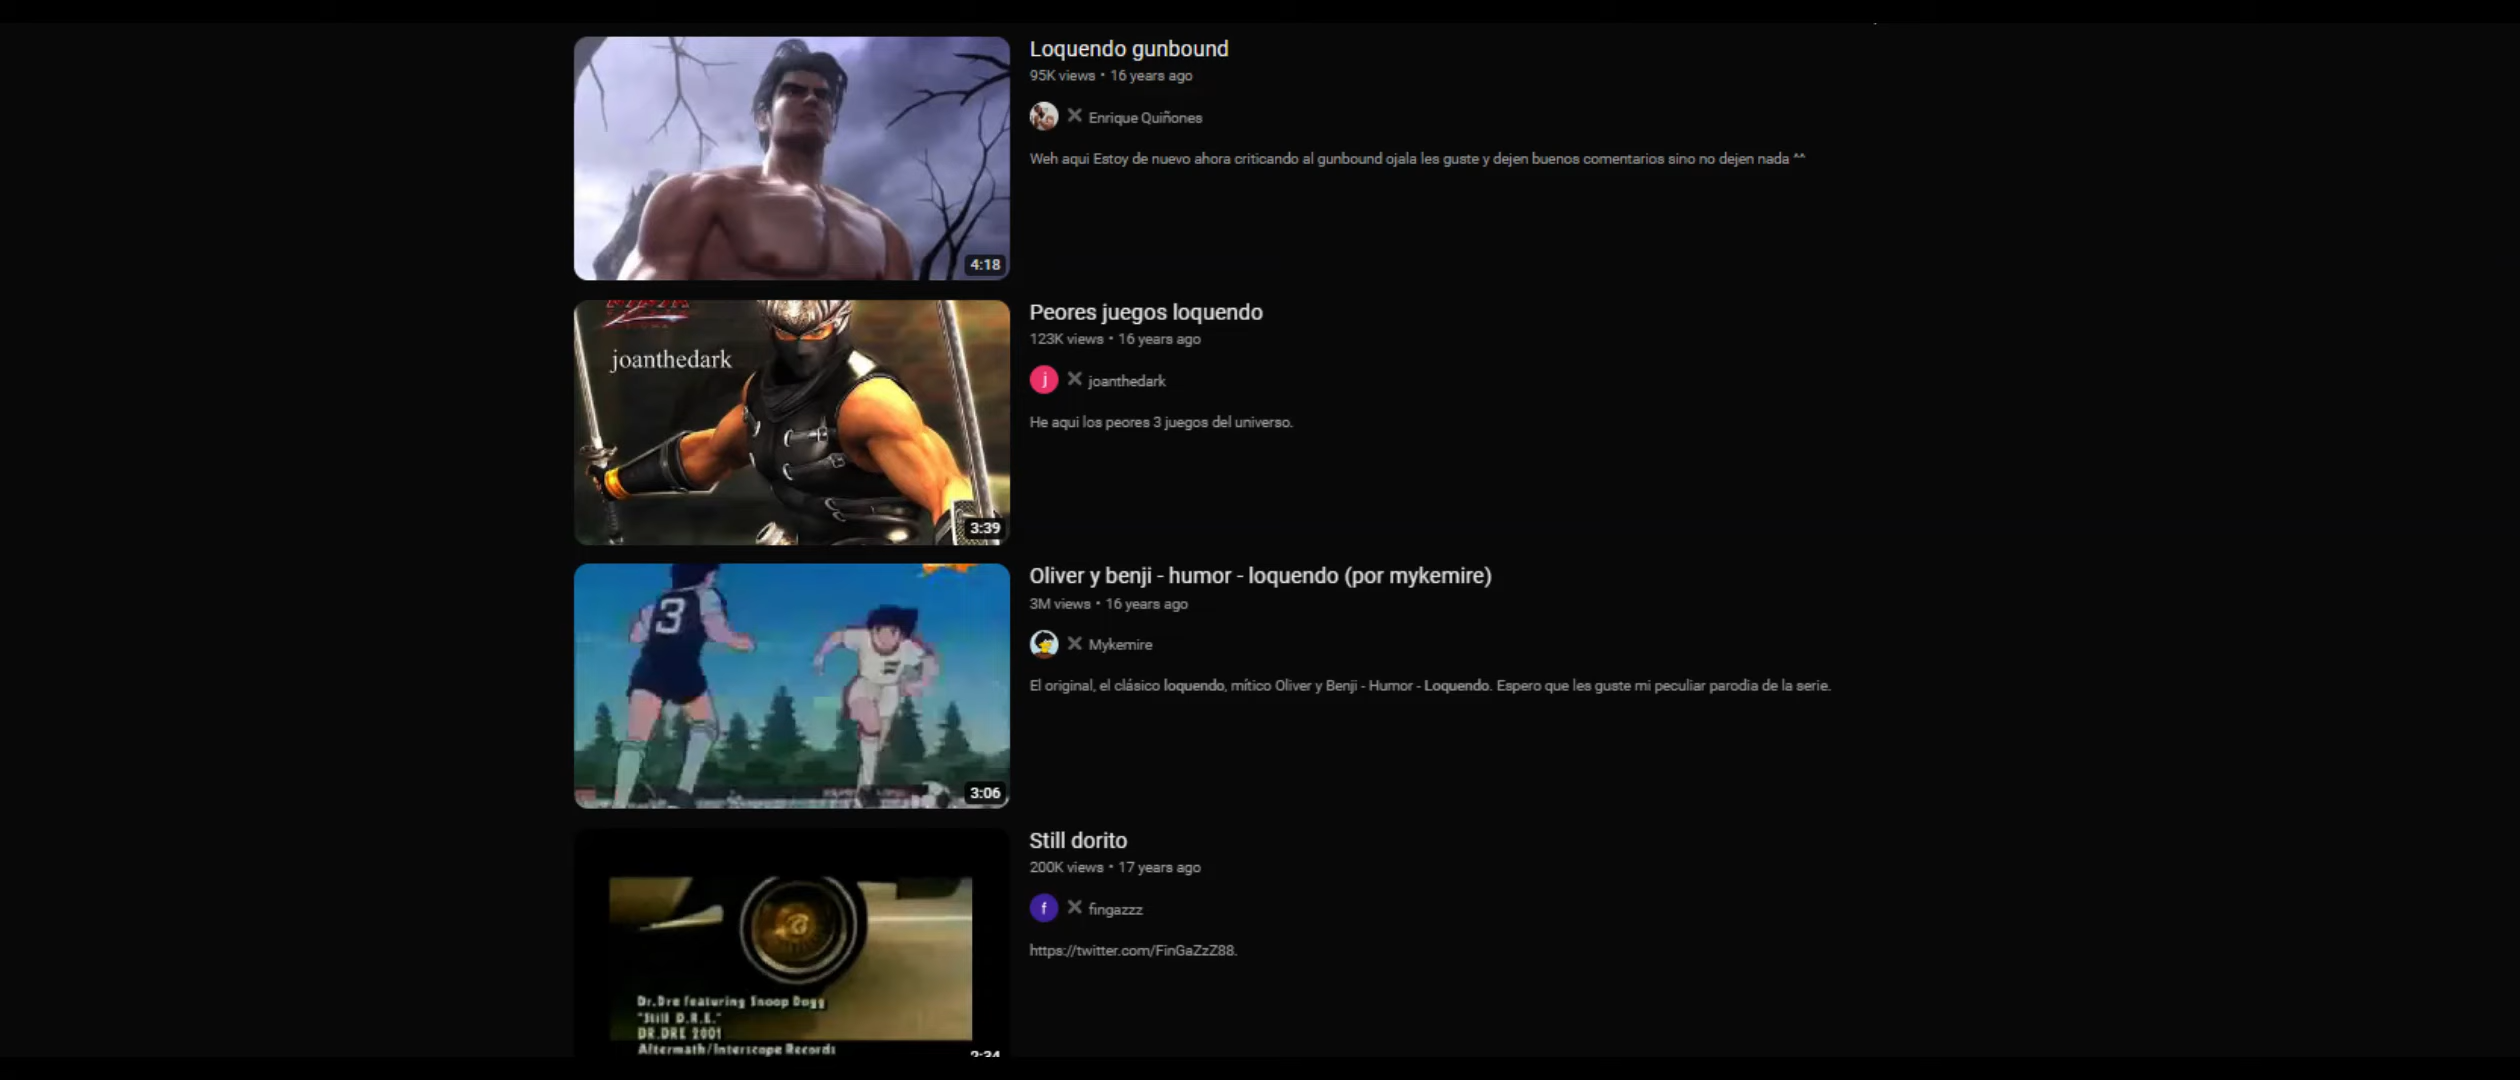 Loquendo gunbound
95K views • 16 years ago
Enrique Quiñones
Weh aqui Estoy de nuevo ahora criticando al gunbound ojala les guste y dejen buenos comentarios sino no dejen nada ^^
4:18
Peores juegos loquendo
123K views • 16 years ago
joanthedark
j
joanthedark
He aqui los peores 3 juegos del universo.
3:39
Oliver y benji - humor - loquendo (por mykemire)
3M views • 16 years ago
3
Mykemire
El original, el clásico loquendo, mítico Oliver y Benji - Humor - Loquendo. Espero que les guste mi peculiar parodia de la serie.
3:06
Still dorito
200K views • 17 years ago
f
fingazzz
https://twitter.com/FinGaZzZ88.
Dr.Dre featuring Snoop Dogg
"Still D.R.E."
DR.DRE 2001
Aftermath/Interscope Records
2:34